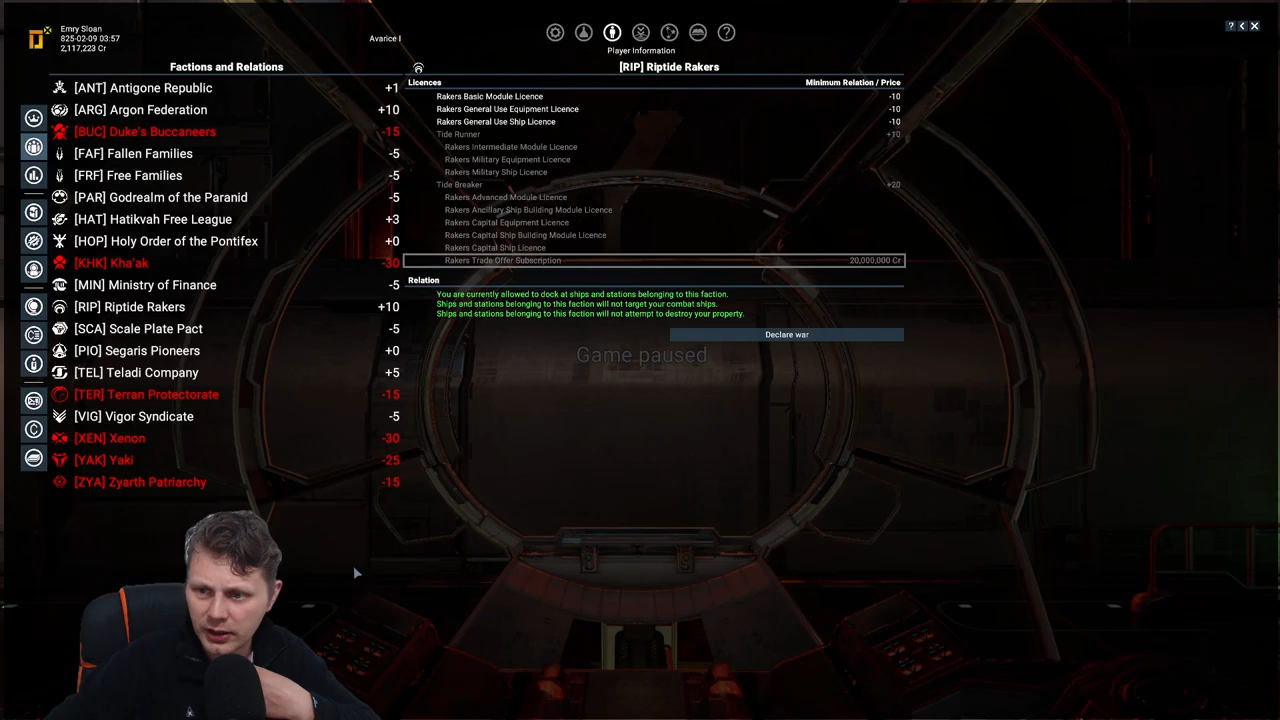 Emry Sloan
825-02-09 03:57
2,117,223 Cr
Avarice I
Player Information
? < X
Factions and Relations
[ANT] Antigone Republic +1
[ARG] Argon Federation +10
[BUC] Duke's Buccaneers -15
[FAF] Fallen Families -5
[FRF] Free Families -5
[PAR] Godrealm of the Paranid -5
[HAT] Hatikvah Free League +3
[HOP] Holy Order of the Pontifex +0
[KHK] Kha'ak -30
[MIN] Ministry of Finance -5
[RIP] Riptide Rakers +10
[SCA] Scale Plate Pact -5
[PIO] Segaris Pioneers +0
[TEL] Teladi Company +5
[TER] Terran Protectorate -15
[VIG] Vigor Syndicate -5
[XEN] Xenon -30
[YAK] Yaki -25
[ZYA] Zyarth Patriarchy -15
[RIP] Riptide Rakers
Licences Minimum Relation / Price
Rakers Basic Module Licence -10
Rakers General Use Equipment Licence -10
Rakers General Use Ship Licence -10
Tide Runner +10
Rakers Intermediate Module Licence
Rakers Military Equipment Licence
Rakers Military Ship Licence
Tide Breaker +20
Rakers Advanced Module Licence
Rakers Ancillary Ship Building Module Licence
Rakers Capital Equipment Licence
Rakers Capital Ship Building Module Licence
Rakers Capital Ship Licence
Rakers Trade Offer Subscription 20,000,000 Cr
Relation
You are currently allowed to dock at ships and stations belonging to this faction.
Ships and stations belonging to this faction will not target your combat ships.
Ships and stations belonging to this faction will not attempt to destroy your property.
Declare war
Game paused